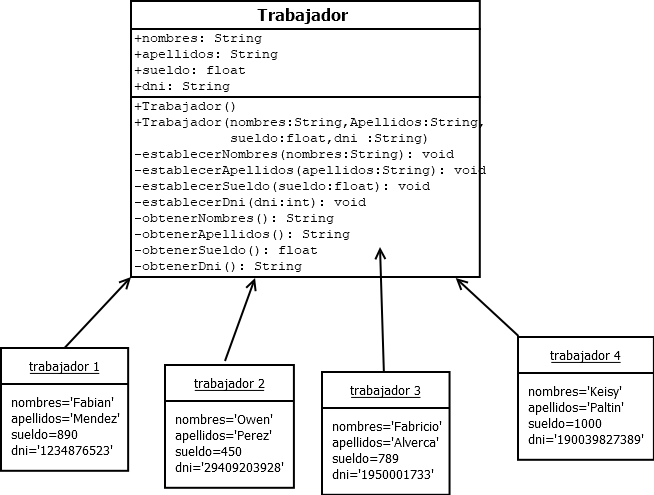 Trabajador
+nombres: String
+apellidos: String
+sueldo: float
+dni: String
+Trabajador()
+Trabajador(nombres:String,Apellidos:String,
sueldo:float,dni :String)
-establecerNombres(nombres:String): void
-establecerApellidos(apellidos:String): void
-establecerSueldo(sueldo:float): void
-establecerDni(dni:int): void
-obtenerNombres(): String
-obtenerApellidos(): String
-obtenerSueldo(): float
-obtenerDni(): String
trabajador 1
nombres='Fabian'
apellidos='Mendez'
sueldo=890
dni='1234876523'
trabajador 2
nombres='Owen'
apellidos='Perez'
sueldo=450
dni='29409203928'
trabajador 3
nombres='Fabricio'
apellidos='Alverca'
sueldo=789
dni='1950001733'
trabajador 4
nombres='Keisy'
apellidos='Paltin'
sueldo=1000
dni='190039827389'